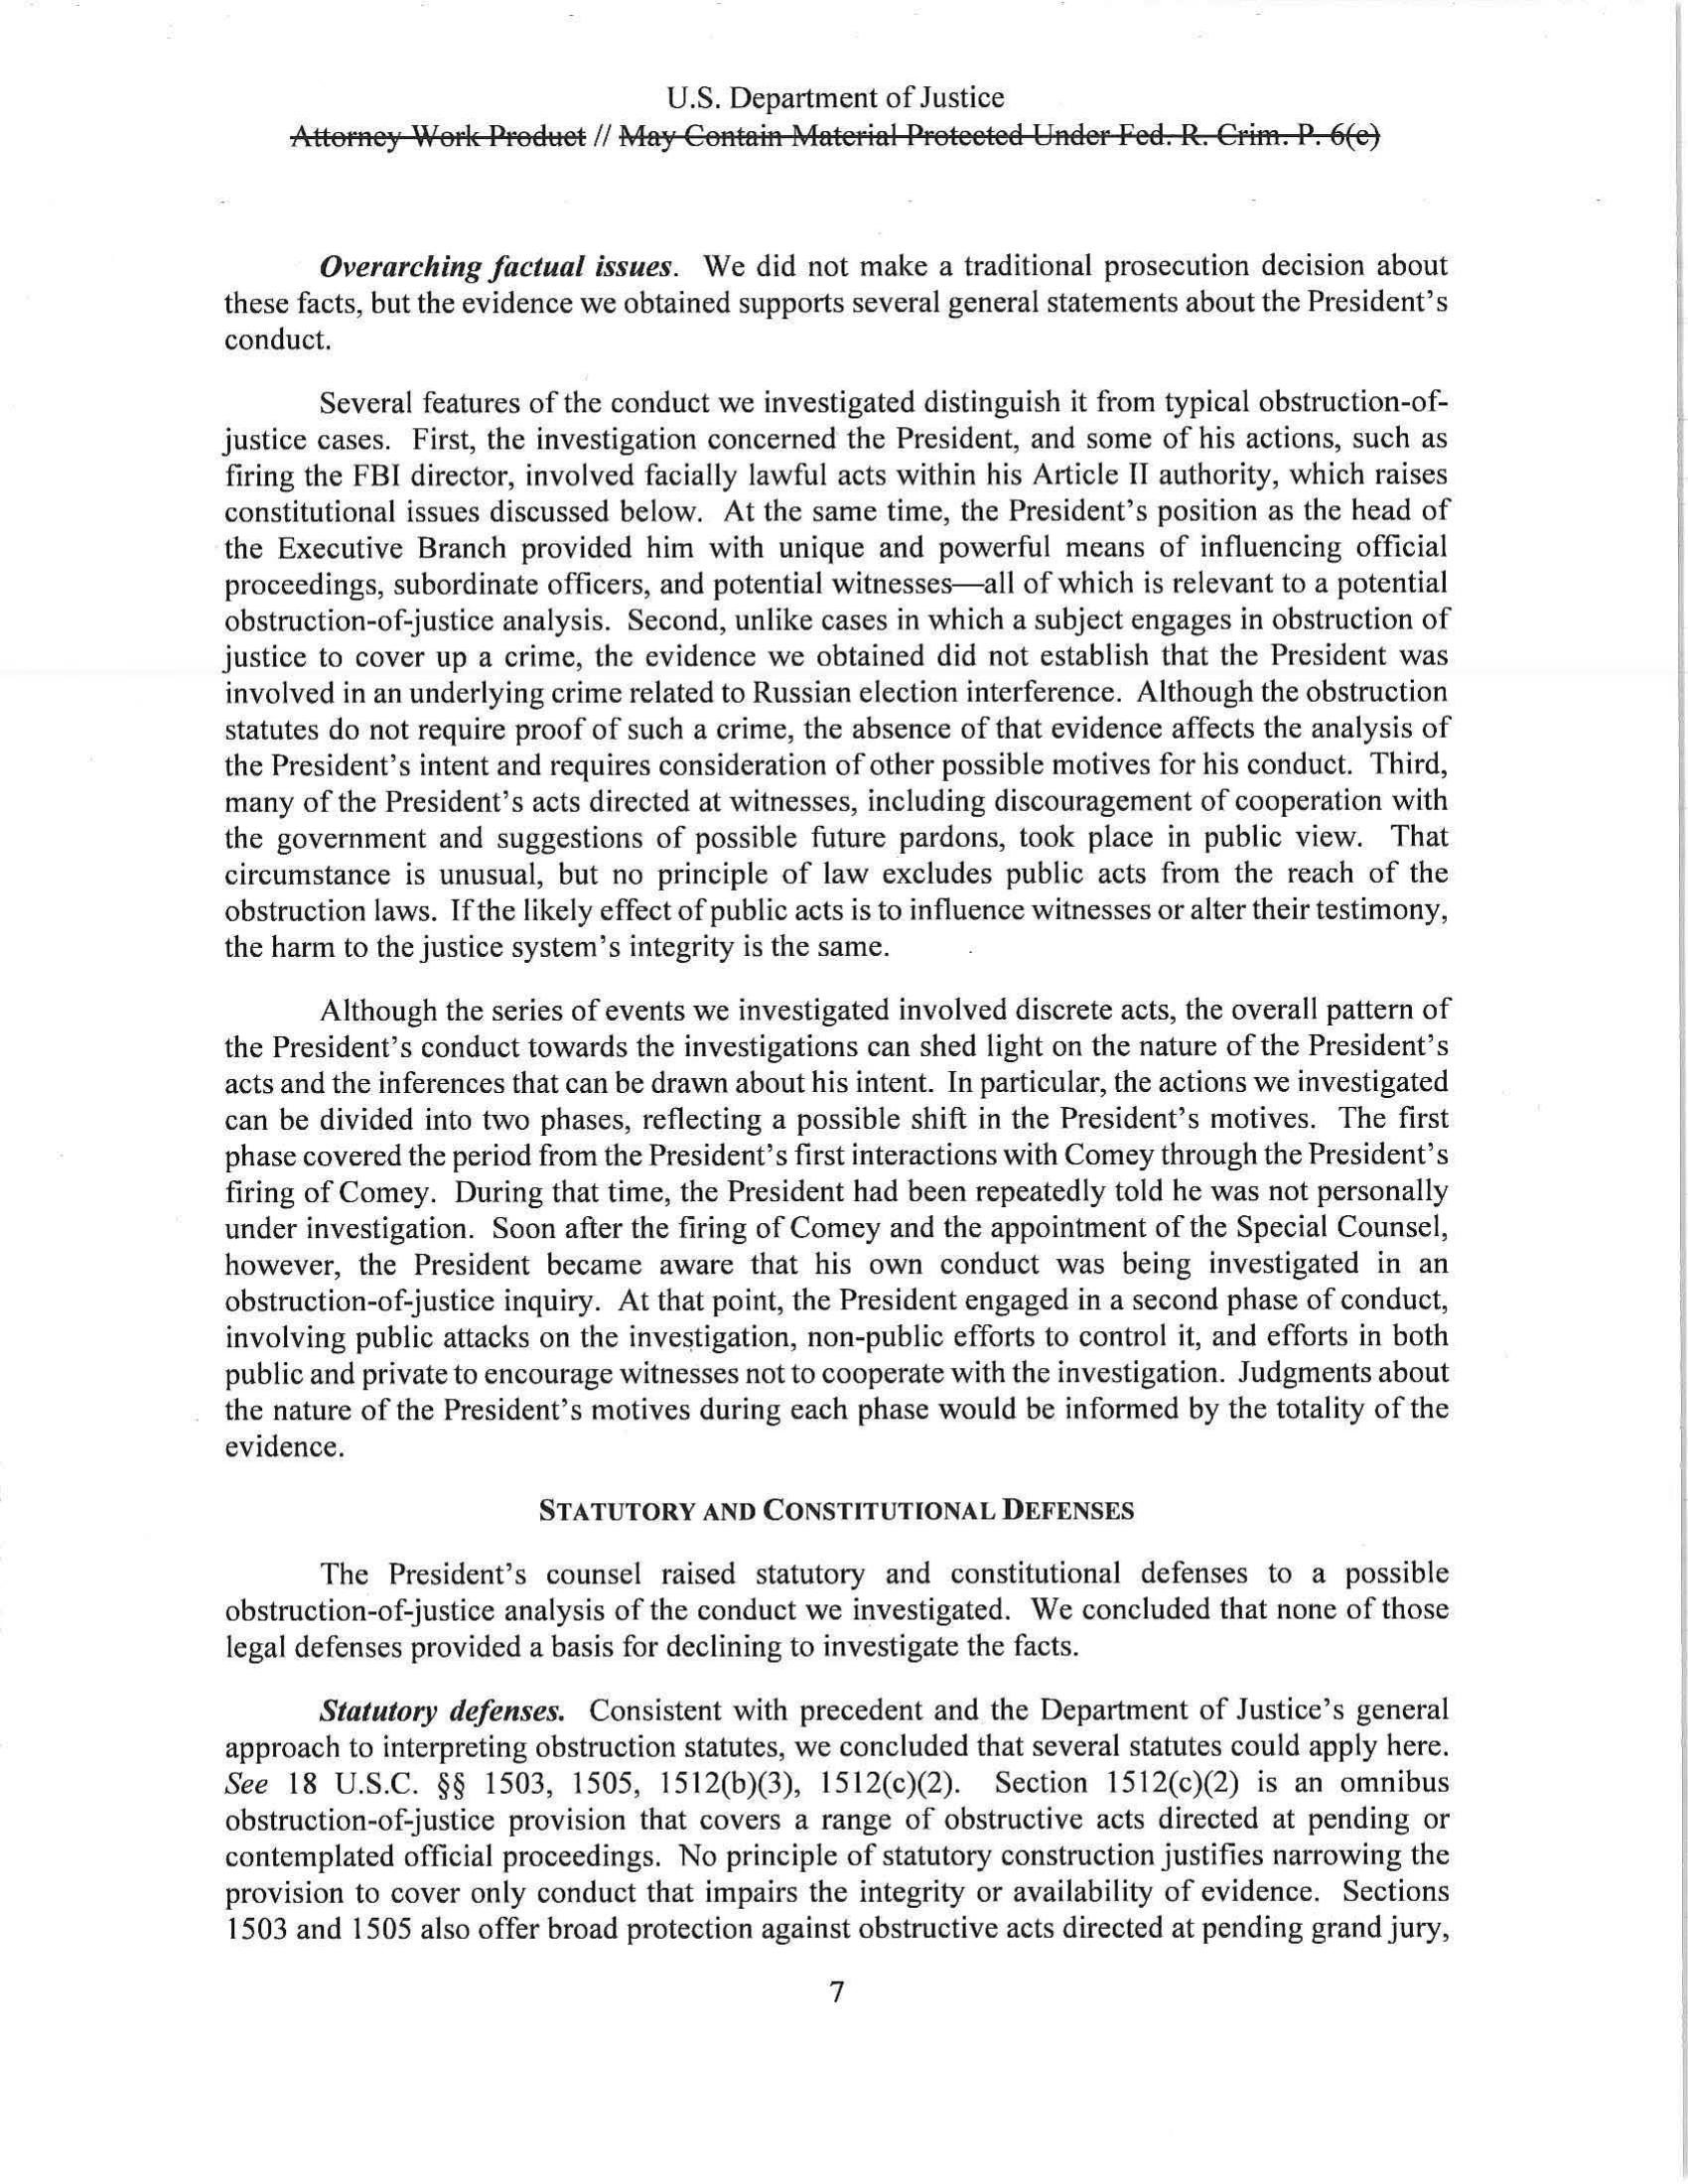 U.S. Department of Justice
Attorney Work Product // May Contain Material Protected Under Fed. R. Crim. P. 6(e)
Overarching factual issues. We did not make a traditional prosecution decision about
these facts, but the evidence we obtained supports several general statements about the President's
conduct.
Several features of the conduct we investigated distinguish it from typical obstruction-of-
justice cases. First, the investigation concerned the President, and some of his actions, such as
firing the FBI director, involved facially lawful acts within his Article II authority, which raises
constitutional issues discussed below. At the same time, the President's position as the head of
the Executive Branch provided him with unique and powerful means of influencing official
proceedings, subordinate officers, and potential witnesses—all of which is relevant to a potential
obstruction-of-justice analysis. Second, unlike cases in which a subject engages in obstruction of
justice to cover up a crime, the evidence we obtained did not establish that the President was
involved in an underlying crime related to Russian election interference. Although the obstruction
statutes do not require proof of such a crime, the absence of that evidence affects the analysis of
the President's intent and requires consideration of other possible motives for his conduct. Third,
many of the President's acts directed at witnesses, including discouragement of cooperation with
the government and suggestions of possible future pardons, took place in public view. That
circumstance is unusual, but no principle of law excludes public acts from the reach of the
obstruction laws. If the likely effect of public acts is to influence witnesses or alter their testimony,
the harm to the justice system's integrity is the same.
Although the series of events we investigated involved discrete acts, the overall pattern of
the President's conduct towards the investigations can shed light on the nature of the President's
acts and the inferences that can be drawn about his intent. In particular, the actions we investigated
can be divided into two phases, reflecting a possible shift in the President's motives. The first
phase covered the period from the President's first interactions with Comey through the President's
firing of Comey. During that time, the President had been repeatedly told he was not personally
under investigation. Soon after the firing of Comey and the appointment of the Special Counsel,
however, the President became aware that his own conduct was being investigated in an
obstruction-of-justice inquiry. At that point, the President engaged in a second phase of conduct,
involving public attacks on the investigation, non-public efforts to control it, and efforts in both
public and private to encourage witnesses not to cooperate with the investigation. Judgments about
the nature of the President's motives during each phase would be informed by the totality of the
evidence.
STATUTORY AND CONSTITUTIONAL DEFENSES
The President's counsel raised statutory and constitutional defenses to a possible
obstruction-of-justice analysis of the conduct we investigated. We concluded that none of those
legal defenses provided a basis for declining to investigate the facts.
Statutory defenses. Consistent with precedent and the Department of Justice's general
approach to interpreting obstruction statutes, we concluded that several statutes could apply here.
See 18 U.S.C. §§ 1503, 1505, 1512(b)(3), 1512(c)(2). Section 1512(c)(2) is an omnibus
obstruction-of-justice provision that covers a range of obstructive acts directed at pending or
contemplated official proceedings. No principle of statutory construction justifies narrowing the
provision to cover only conduct that impairs the integrity or availability of evidence. Sections
1503 and 1505 also offer broad protection against obstructive acts directed at pending grand jury,
7